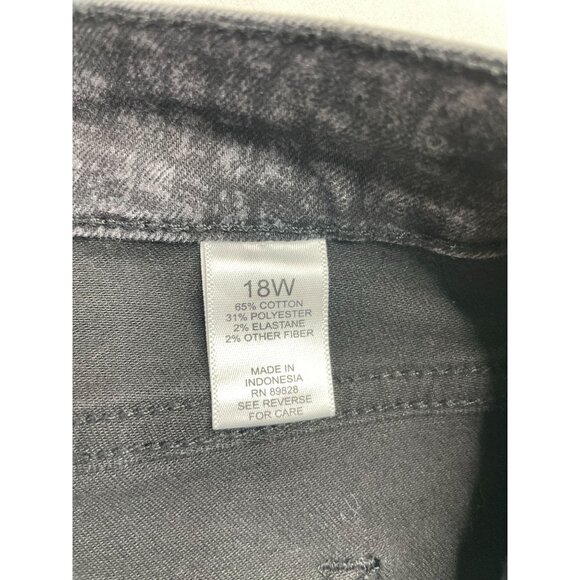 18W
65% COTTON
31% POLYESTER
2% ELASTANE
2% OTHER FIBER
MADE IN
INDONESIA
RN 89828
SEE REVERSE
FOR CARE